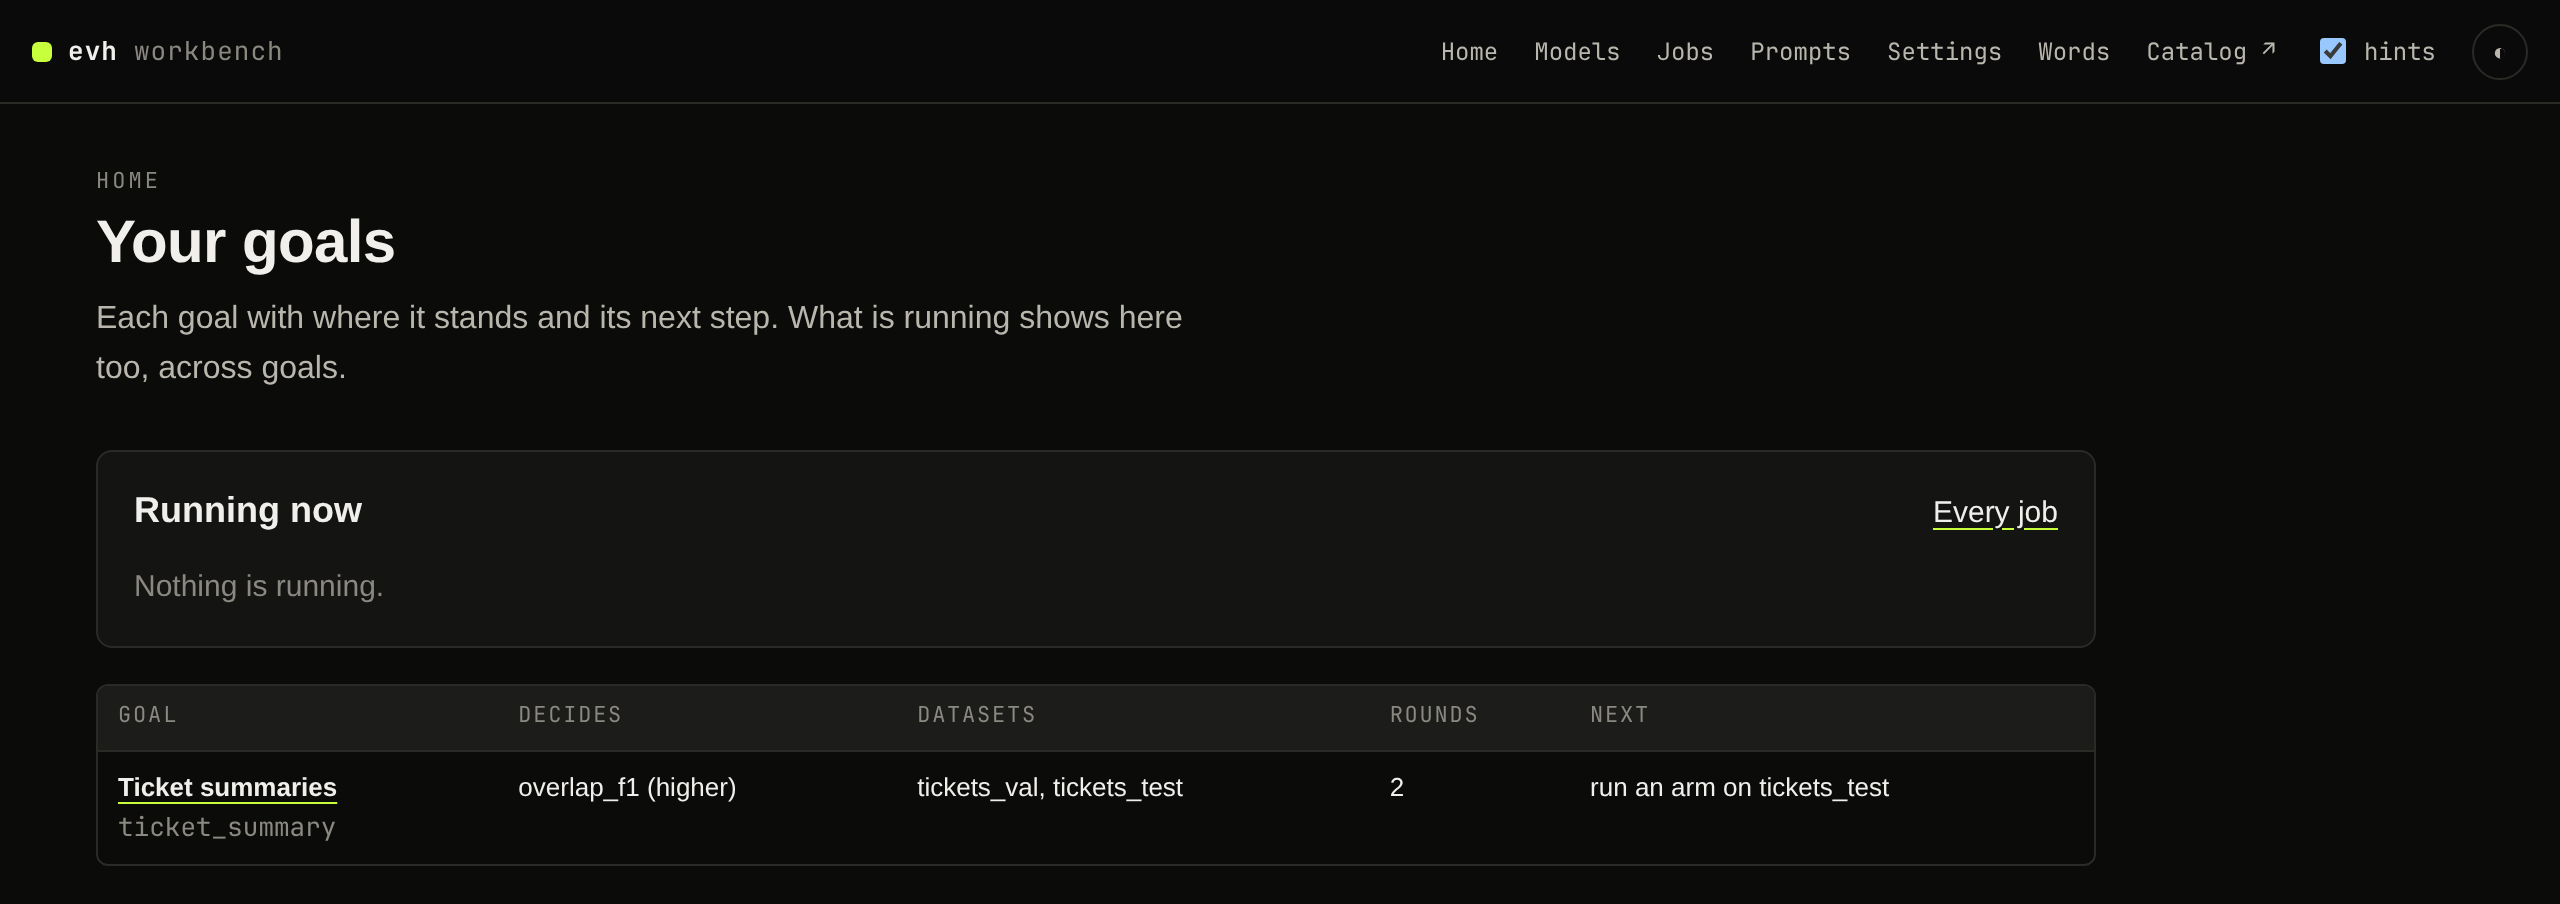 evh workbench
Home Models Jobs Prompts Settings Words Catalog ↗ hints
HOME
Your goals
Each goal with where it stands and its next step. What is running shows here
too, across goals.
Running now
Every job
Nothing is running.
GOAL DECIDES DATASETS ROUNDS NEXT
Ticket summaries overlap_f1 (higher) tickets_val, tickets_test 2 run an arm on tickets_test
ticket_summary